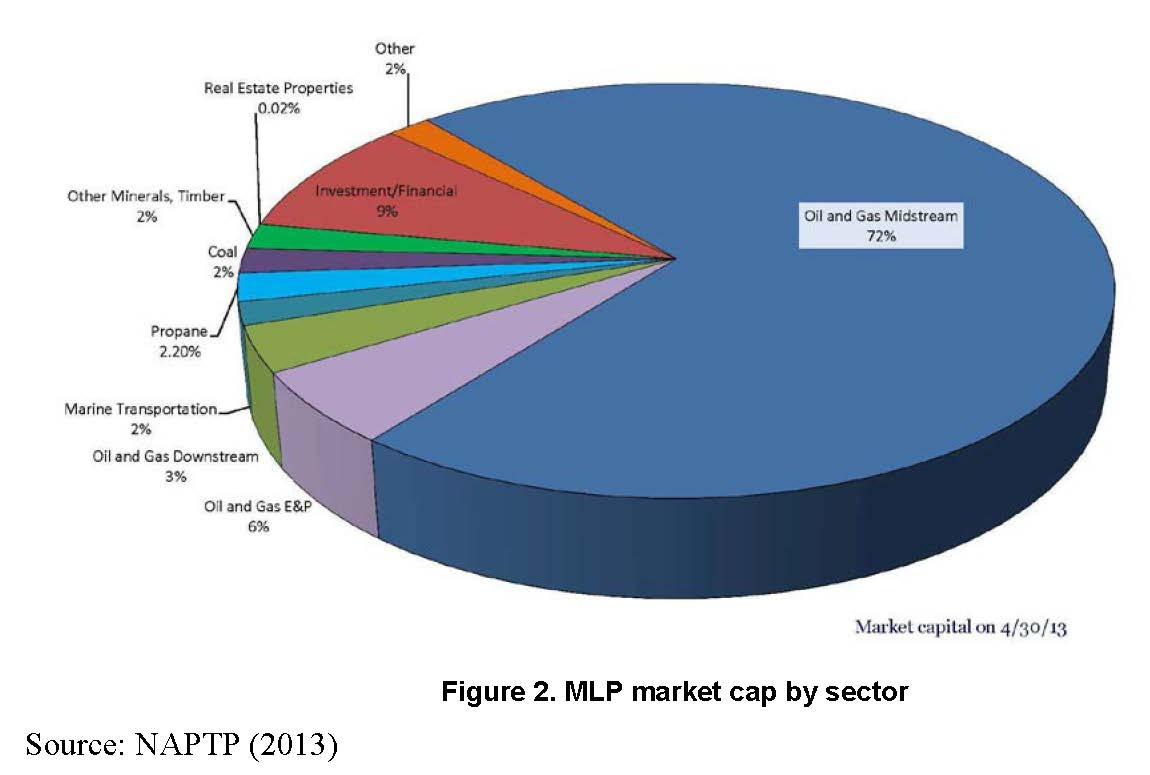 Other
2%
Real Estate Properties
0.02%
Other Minerals, Timber
2%
Investment/Financial
9%
Oil and Gas Midstream
72%
Coal
2%
Propane
2.20%
Marine Transportation
2%
Oil and Gas Downstream
3%
Oil and Gas E&P
6%
Market capital on 4/30/13
Figure 2. MLP market cap by sector
Source: NAPTP (2013)